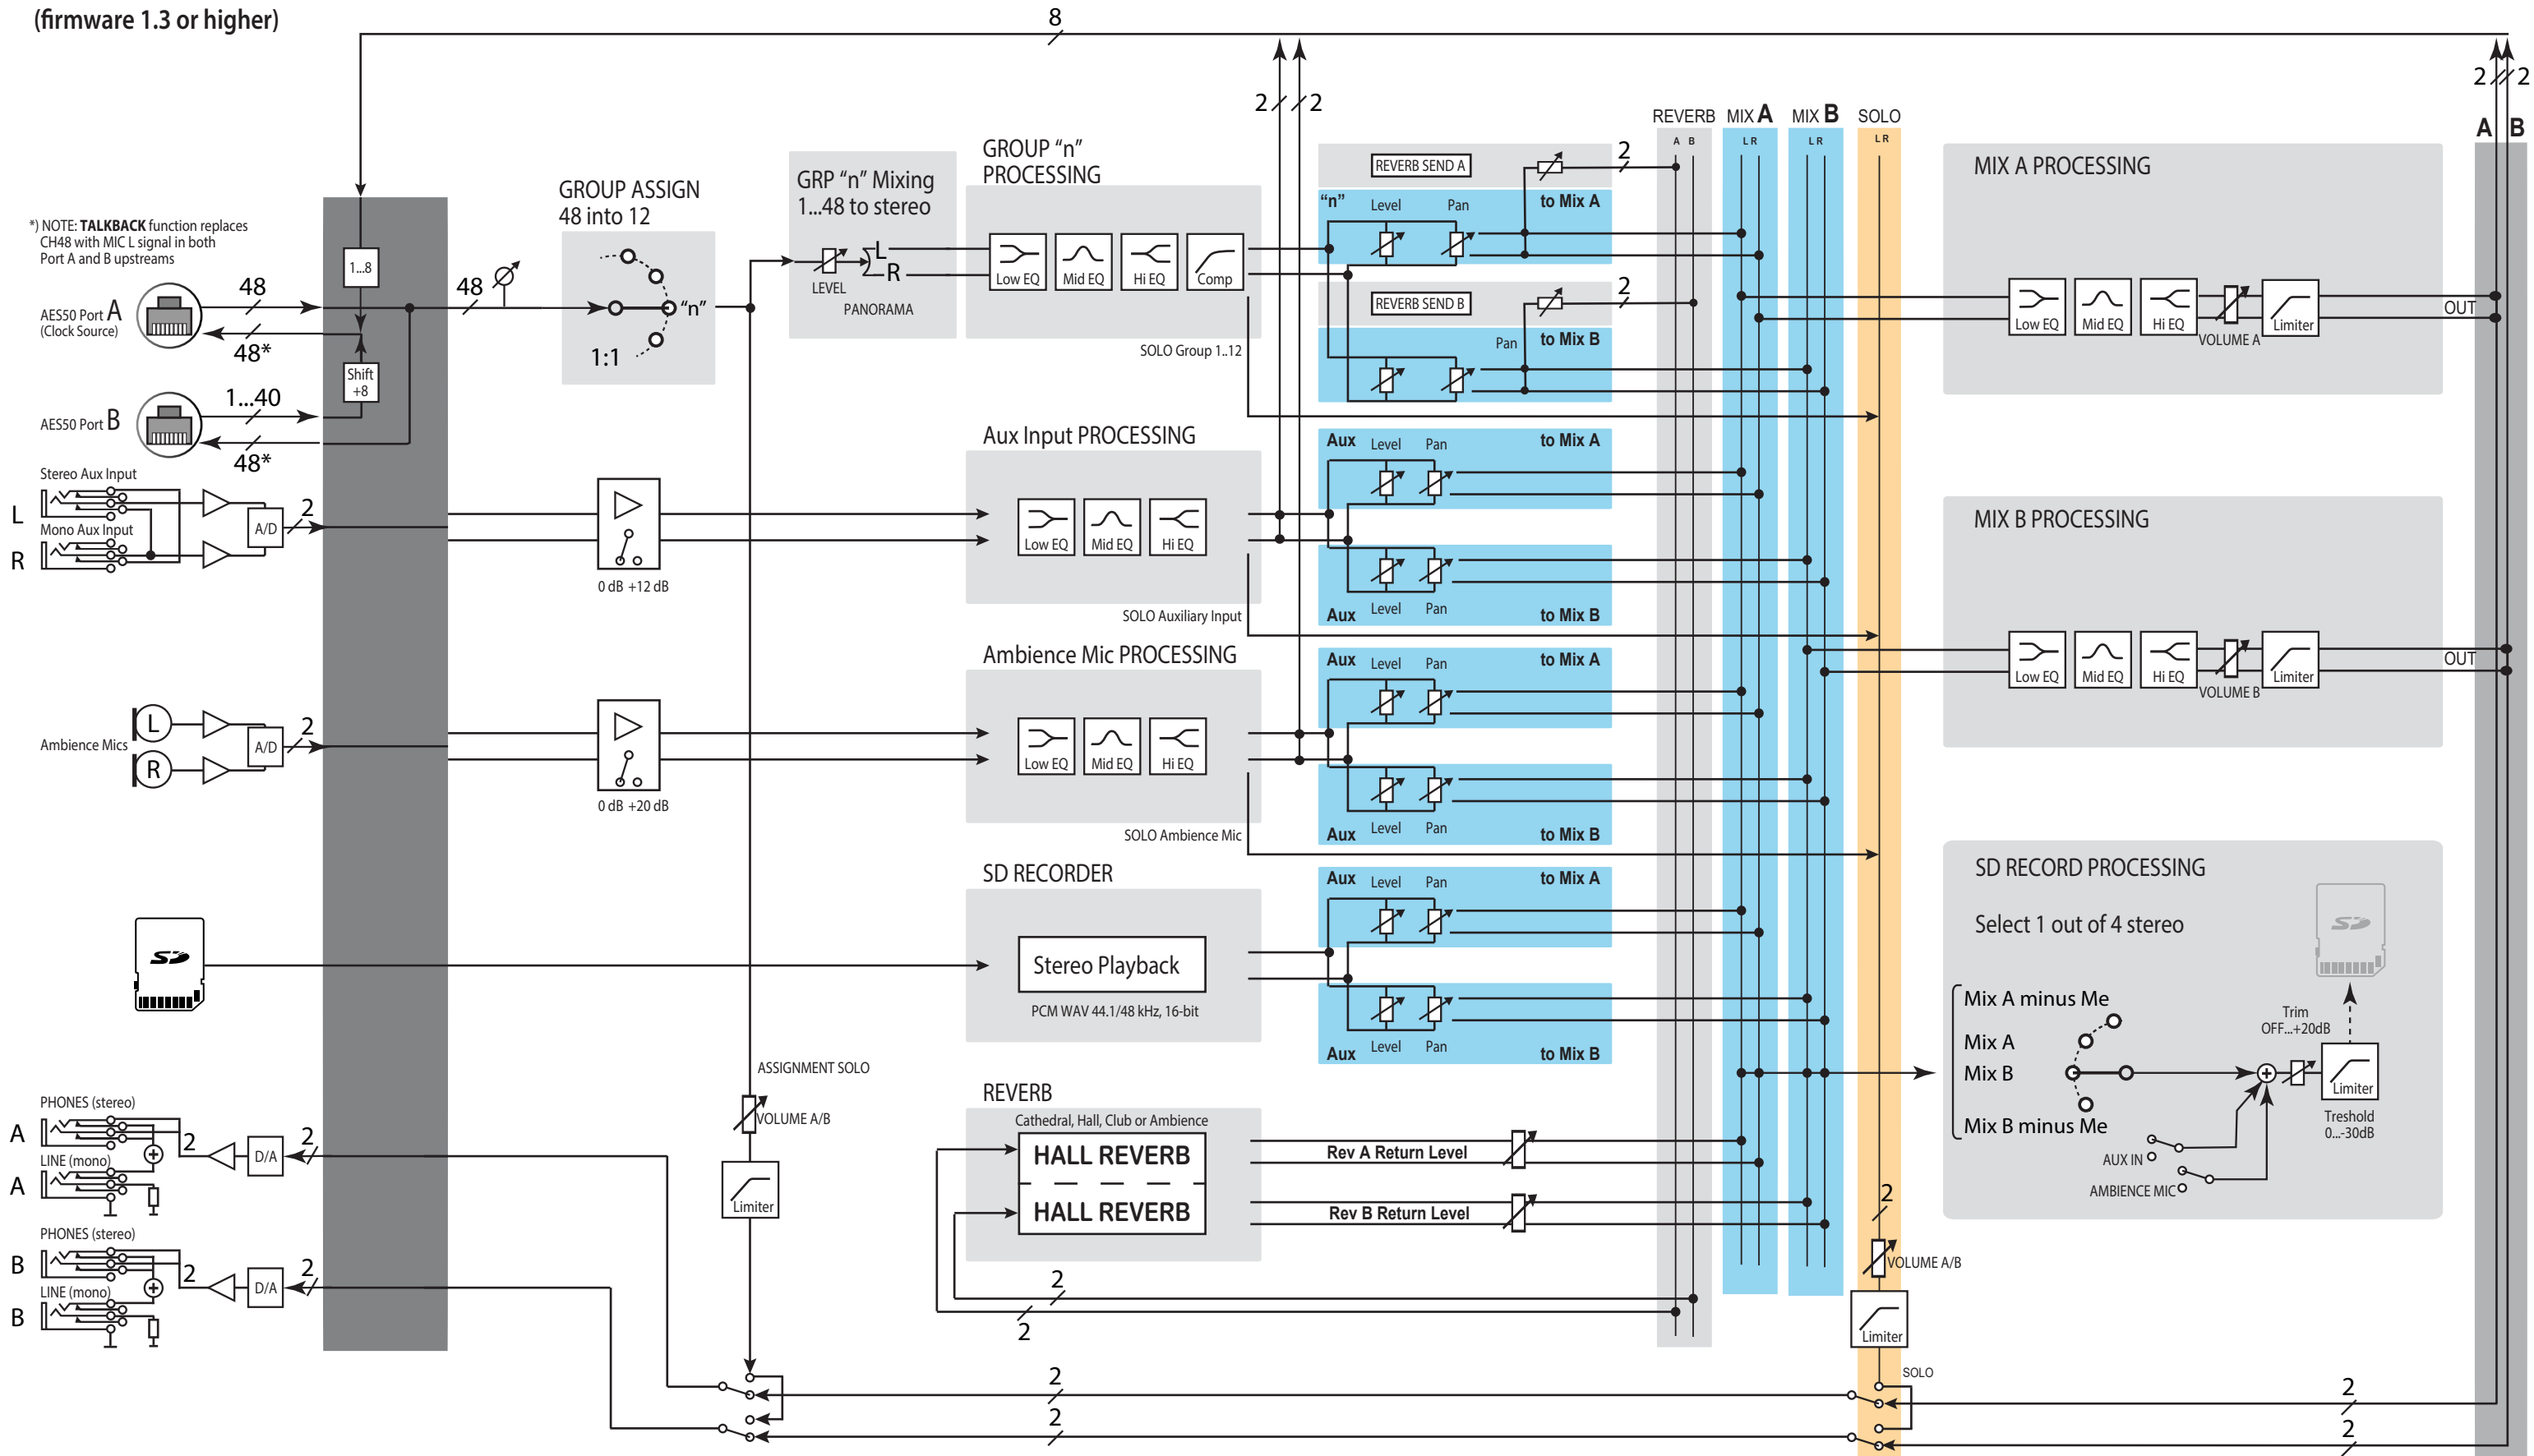 (firmware 1.3 or higher)
8
2
2
2
2
A
B
*) NOTE: TALKBACK function replaces
CH48 with MIC L signal in both
Port A and B upstreams
AES50 Port A
(Clock Source)
48
48*
AES50 Port B
1...40
48*
1...8
Shift
+8
48
GROUP ASSIGN
48 into 12
"n"
1:1
GRP “n” Mixing
1...48 to stereo
LEVEL
L
R
PANORAMA
GROUP “n”
PROCESSING
Low EQ
Mid EQ
Hi EQ
Comp
SOLO Group 1..12
REVERB SEND A
2
“n”
Level
Pan
to Mix A
REVERB SEND B
2
Pan
to Mix B
REVERB
A B
MIX A
L R
MIX B
L R
SOLO
L R
MIX A PROCESSING
Low EQ
Mid EQ
Hi EQ
VOLUME A
Limiter
OUT
Stereo Aux Input
L
Mono Aux Input
R
A/D
2
0 dB +12 dB
Aux Input PROCESSING
Low EQ
Mid EQ
Hi EQ
SOLO Auxiliary Input
Aux
Level
Pan
to Mix A
Aux
Level
Pan
to Mix B
MIX B PROCESSING
Low EQ
Mid EQ
Hi EQ
VOLUME B
Limiter
OUT
Ambience Mics
L
R
A/D
2
0 dB +20 dB
Ambience Mic PROCESSING
Low EQ
Mid EQ
Hi EQ
SOLO Ambience Mic
Aux
Level
Pan
to Mix A
Aux
Level
Pan
to Mix B
SD
SD RECORDER
Stereo Playback
PCM WAV 44.1/48 kHz, 16-bit
Aux
Level
Pan
to Mix A
Aux
Level
Pan
to Mix B
SD RECORD PROCESSING
Select 1 out of 4 stereo
SD
Mix A minus Me
Mix A
Mix B
Mix B minus Me
Trim
OFF...+20dB
Limiter
Treshold
0...-30dB
AUX IN
AMBIENCE MIC
ASSIGNMENT SOLO
VOLUME A/B
Limiter
REVERB
Cathedral, Hall, Club or Ambience
HALL REVERB
HALL REVERB
Rev A Return Level
Rev B Return Level
2
2
PHONES (stereo)
A
LINE (mono)
A
2
D/A
2
PHONES (stereo)
B
LINE (mono)
B
2
D/A
2
2
VOLUME A/B
Limiter
SOLO
2
2
2
2